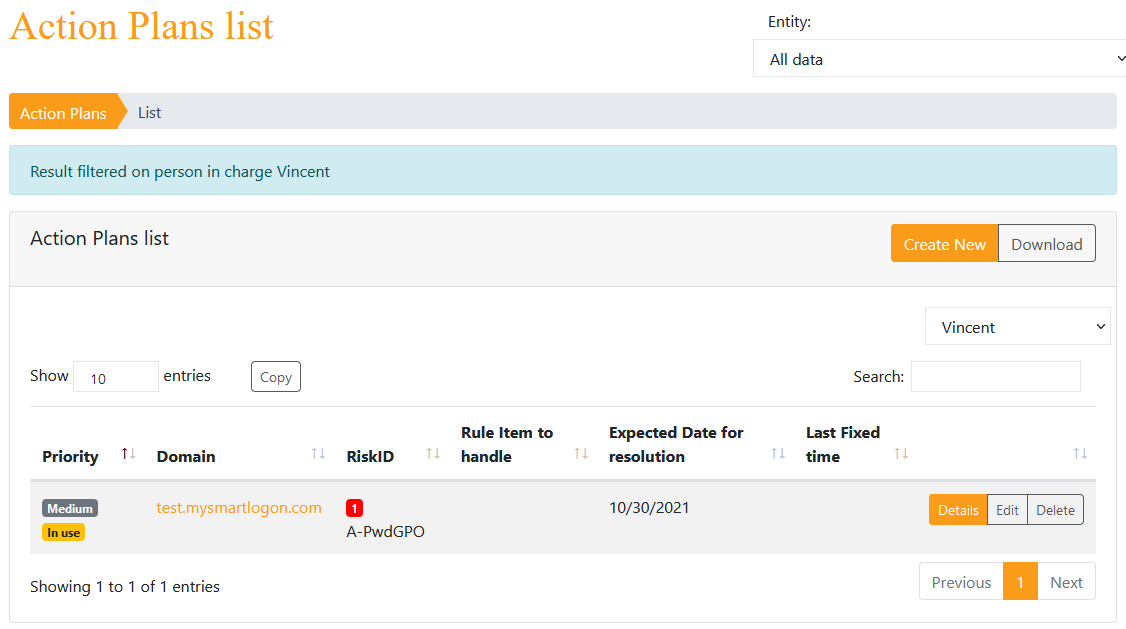 Action Plans list
Entity:
All data
Action Plans
List
Result filtered on person in charge Vincent
Action Plans list
Create New
Download
Vincent
Show 10 entries
Copy
Search:
Priority
Domain
RiskID
Rule Item to
handle
Expected Date for
resolution
Last Fixed
time
Medium
In use
test.mysmartlogon.com
1
A-PwdGPO
10/30/2021
Details
Edit
Delete
Showing 1 to 1 of 1 entries
Previous
1
Next